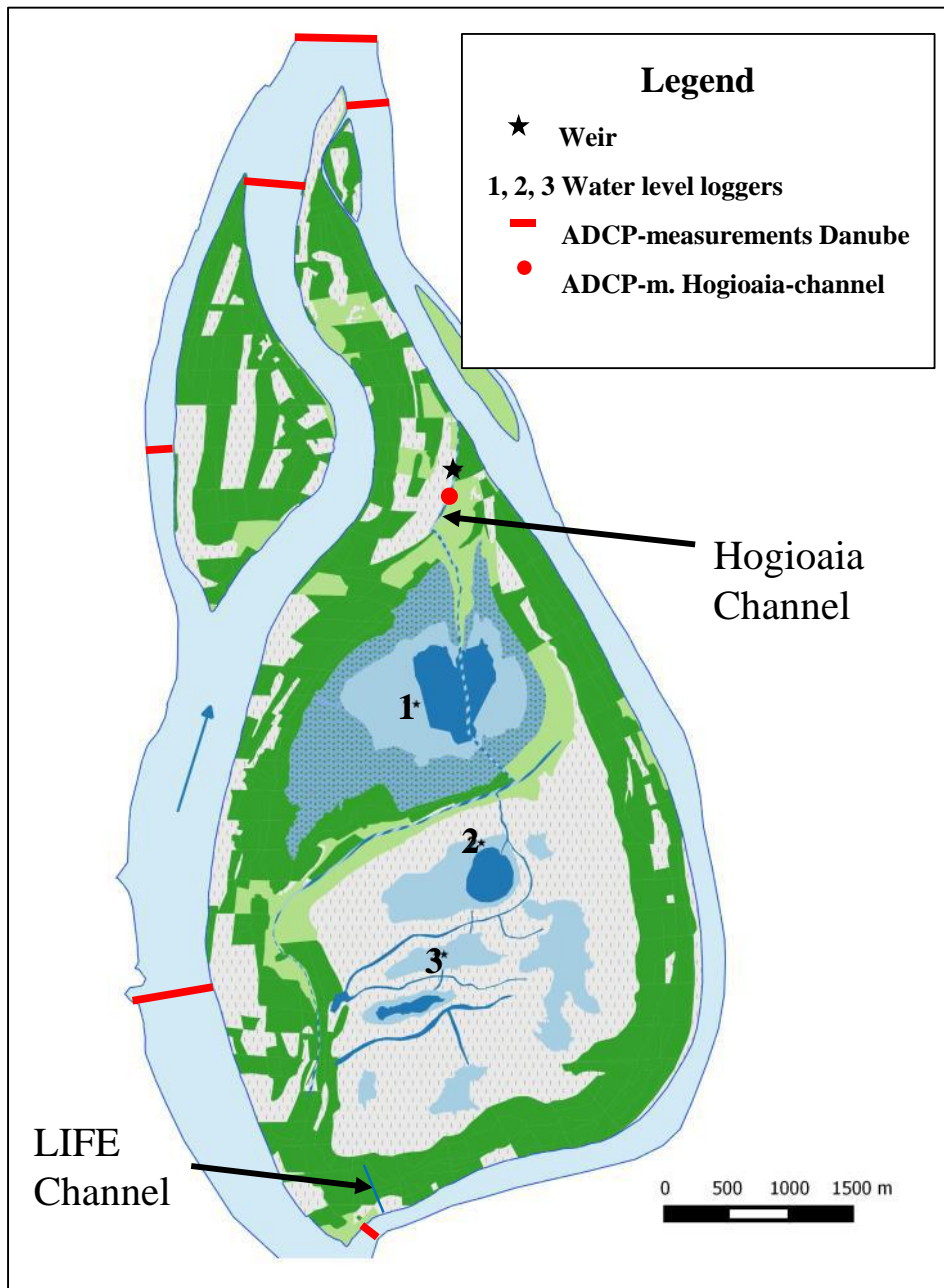 Legend
Weir
1, 2, 3 Water level loggers
ADCP-measurements Danube
ADCP-m. Hogioaia-channel
Hogioaia
Channel
1
2
3
LIFE
Channel
0 500 1000 1500 m